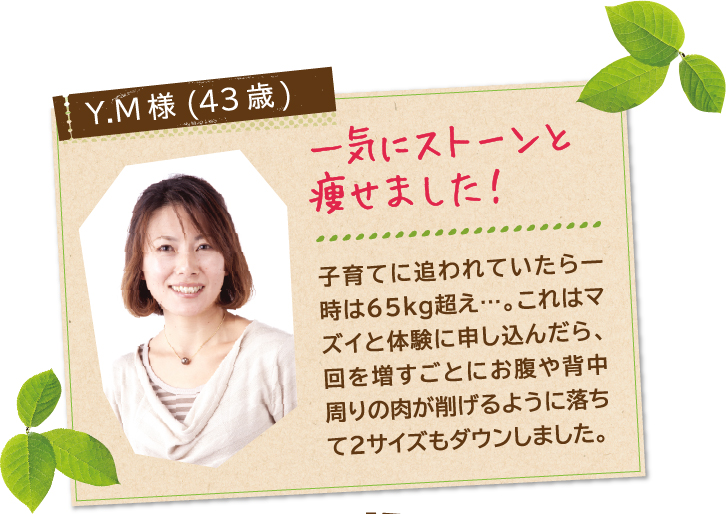 Y.M様(43歳)
一気にストーンと
痩せました!
子育てに追われていたら一
時は65kg超え…。これはマ
ズイと体験に申し込んだら、
回を増すごとにお腹や背中
周りの肉が削げるように落ち
て2サイズもダウンしました。